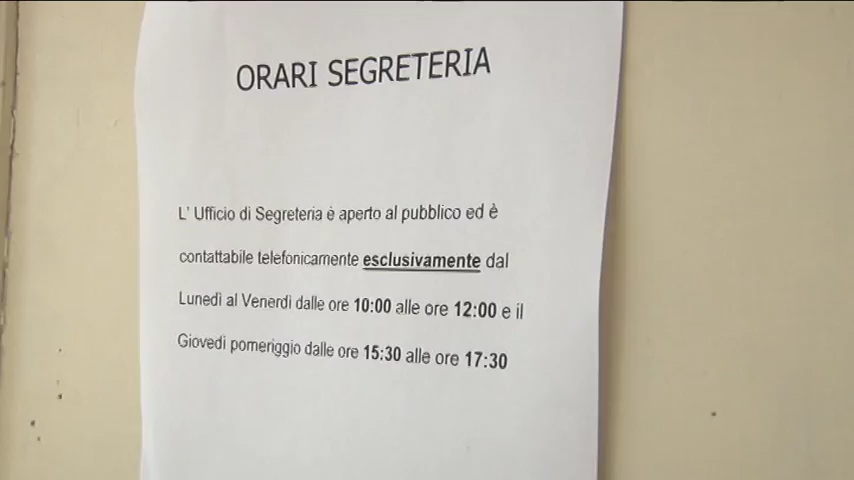 ORARI SEGRETERIA
L' Ufficio di Segreteria è aperto al pubblico ed è
contattabile telefonicamente esclusivamente dal
Lunedì al Venerdì dalle ore 10:00 alle ore 12:00 e il
Giovedì pomeriggio dalle ore 15:30 alle ore 17:30